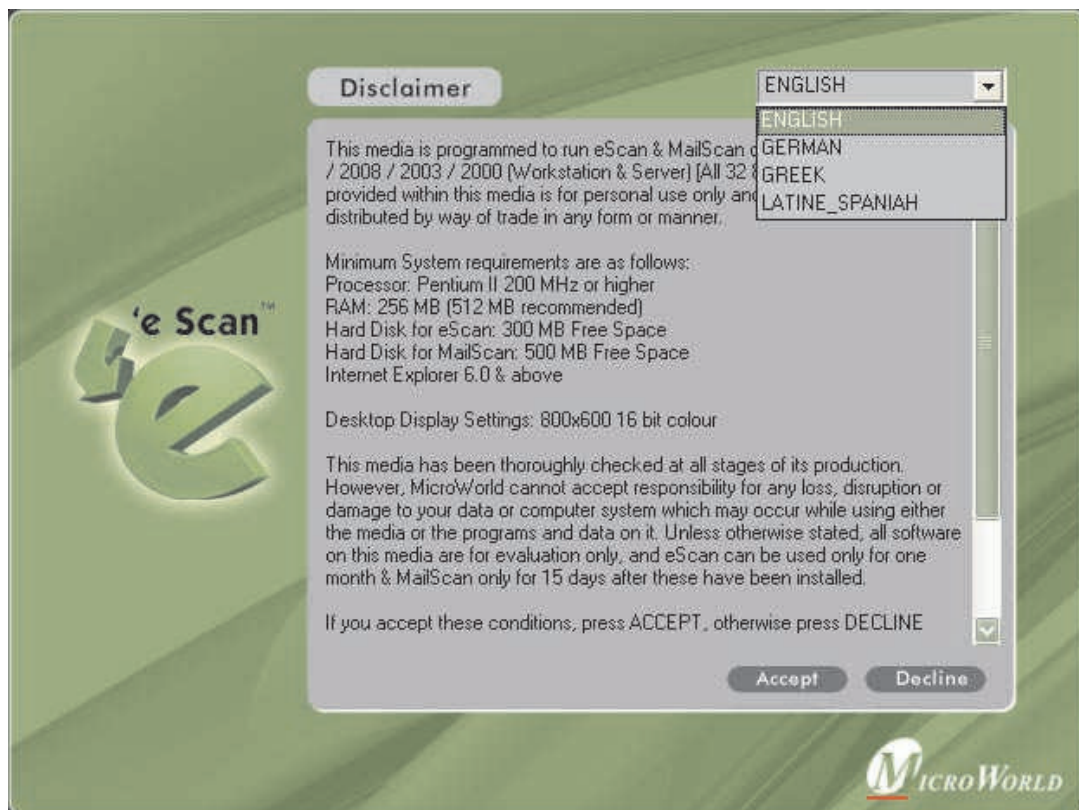 Disclaimer
ENGLISH
ENGLISH
GERMAN
GREEK
LATINE_SPANIAH
This media is programmed to run eScan & MailScan
/ 2008 / 2003 / 2000 (Workstation & Server) [All 32
provided within this media is for personal use only and
distributed by way of trade in any form or manner.
Minimum System requirements are as follows:
Processor: Pentium II 200 MHz or higher
RAM: 256 MB (512 MB recommended)
Hard Disk for eScan: 300 MB Free Space
Hard Disk for MailScan: 500 MB Free Space
Internet Explorer 6.0 & above
Desktop Display Settings: 800x600 16 bit colour
This media has been thoroughly checked at all stages of its production.
However, MicroWorld cannot accept responsibility for any loss, disruption or
damage to your data or computer system which may occur while using either
the media or the programs and data on it. Unless otherwise stated, all software
on this media are for evaluation only, and eScan can be used only for one
month & MailScan only for 15 days after these have been installed.
If you accept these conditions, press ACCEPT, otherwise press DECLINE
Accept
Decline
'e Scan™
e
MICROWORLD